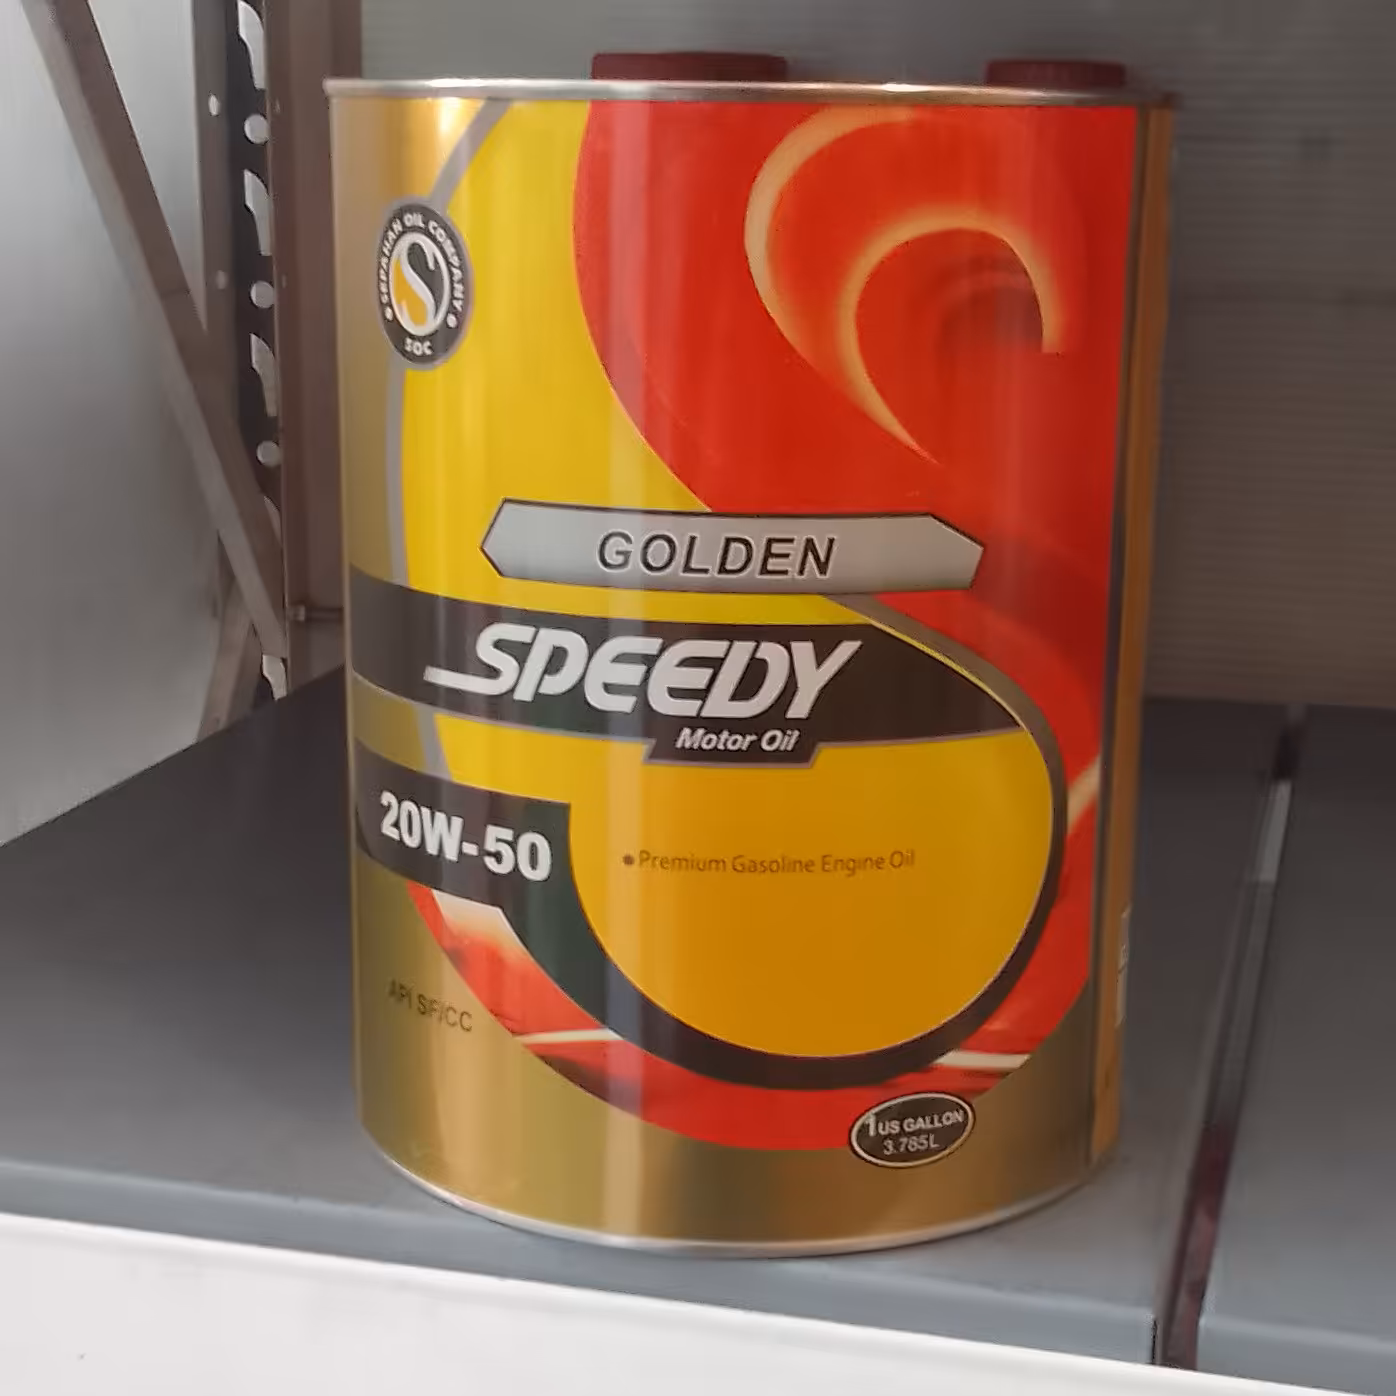 SEPAHAN OIL COMPANY
SOC
GOLDEN
SPEEDY
Motor Oil
20W-50
Premium Gasoline Engine Oil
API SF/CC
1 US GALLON
3.785L